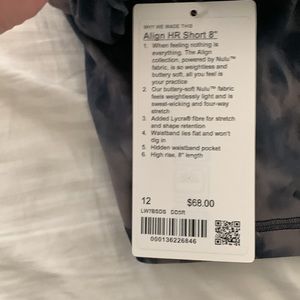 WHY WE MADE THIS
Align HR Short 8"
1. When feeling nothing is
everything. The Align
collection, powered by Nulu™
fabric, is so weightless and
buttery soft, all you feel is
your practice
2. Our buttery-soft Nulu™ fabric
feels weightlessly light and is
sweat-wicking and four-way
stretch
3. Added Lycra® fibre for stretch
and shape retention
4. Waistband lies flat and won't
dig in
5. Hidden waistband pocket
6. High rise, 8" length
12 $68.00
LW7BSDS DD5R
000136226846